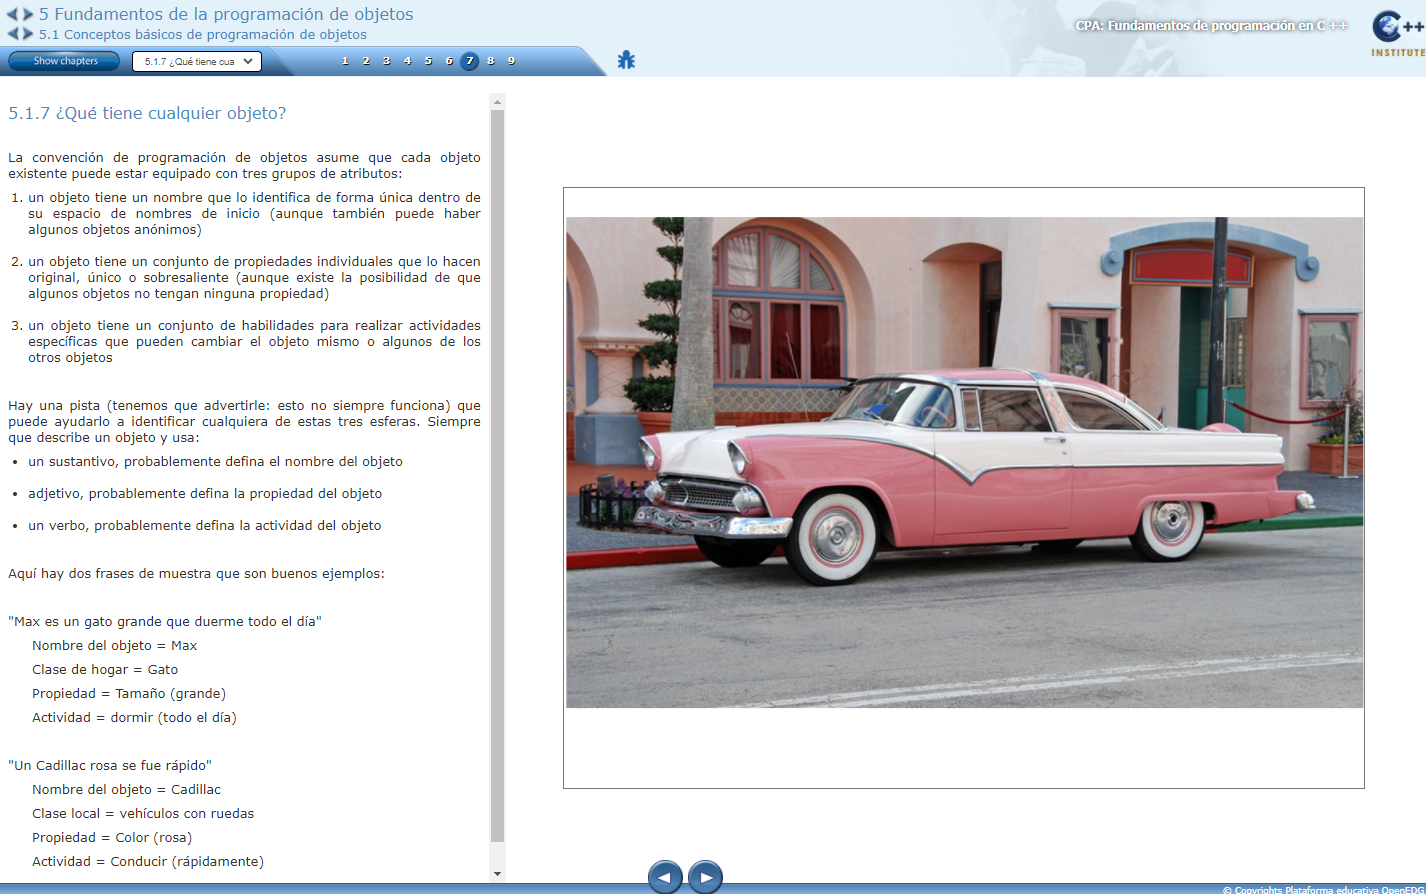 5 Fundamentos de la programación de objetos
5.1 Conceptos básicos de programación de objetos
CPA: Fundamentos de programación en C ++
C++
INSTITUTE
Show chapters
5.1.7 ¿Qué tiene cua
1 2 3 4 5 6 7 8 9
5.1.7 ¿Qué tiene cualquier objeto?
La convención de programación de objetos asume que cada objeto
existente puede estar equipado con tres grupos de atributos:
1. un objeto tiene un nombre que lo identifica de forma única dentro de
su espacio de nombres de inicio (aunque también puede haber
algunos objetos anónimos)
2. un objeto tiene un conjunto de propiedades individuales que lo hacen
original, único o sobresaliente (aunque existe la posibilidad de que
algunos objetos no tengan ninguna propiedad)
3. un objeto tiene un conjunto de habilidades para realizar actividades
específicas que pueden cambiar el objeto mismo o algunos de los
otros objetos
Hay una pista (tenemos que advertirle: esto no siempre funciona) que
puede ayudarlo a identificar cualquiera de estas tres esferas. Siempre
que describe un objeto y usa:
• un sustantivo, probablemente defina el nombre del objeto
• adjetivo, probablemente defina la propiedad del objeto
• un verbo, probablemente defina la actividad del objeto
Aquí hay dos frases de muestra que son buenos ejemplos:
"Max es un gato grande que duerme todo el día"
Nombre del objeto = Max
Clase de hogar = Gato
Propiedad = Tamaño (grande)
Actividad = dormir (todo el día)
"Un Cadillac rosa se fue rápido"
Nombre del objeto = Cadillac
Clase local = vehículos con ruedas
Propiedad = Color (rosa)
Actividad = Conducir (rápidamente)
© Copyrights Plataforma educativa OpenEDG